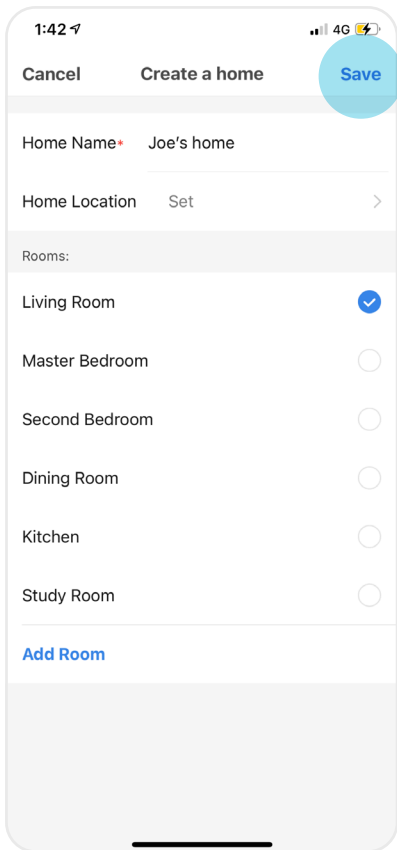 1:42 4G
Cancel Create a home Save
Home Name* Joe's home
Home Location Set
Rooms:
Living Room
Master Bedroom
Second Bedroom
Dining Room
Kitchen
Study Room
Add Room